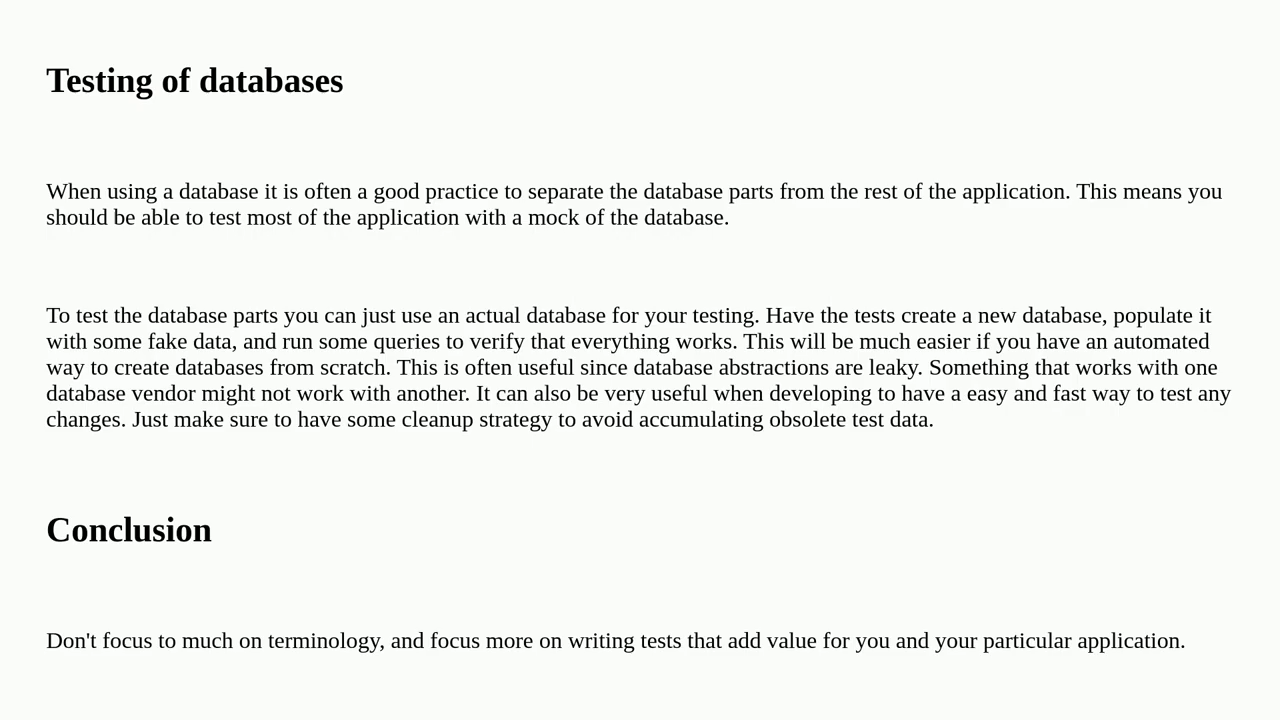 Testing of databases
When using a database it is often a good practice to separate the database parts from the rest of the application. This means you
should be able to test most of the application with a mock of the database.
To test the database parts you can just use an actual database for your testing. Have the tests create a new database, populate it
with some fake data, and run some queries to verify that everything works. This will be much easier if you have an automated
way to create databases from scratch. This is often useful since database abstractions are leaky. Something that works with one
database vendor might not work with another. It can also be very useful when developing to have a easy and fast way to test any
changes. Just make sure to have some cleanup strategy to avoid accumulating obsolete test data.
Conclusion
Don't focus to much on terminology, and focus more on writing tests that add value for you and your particular application.